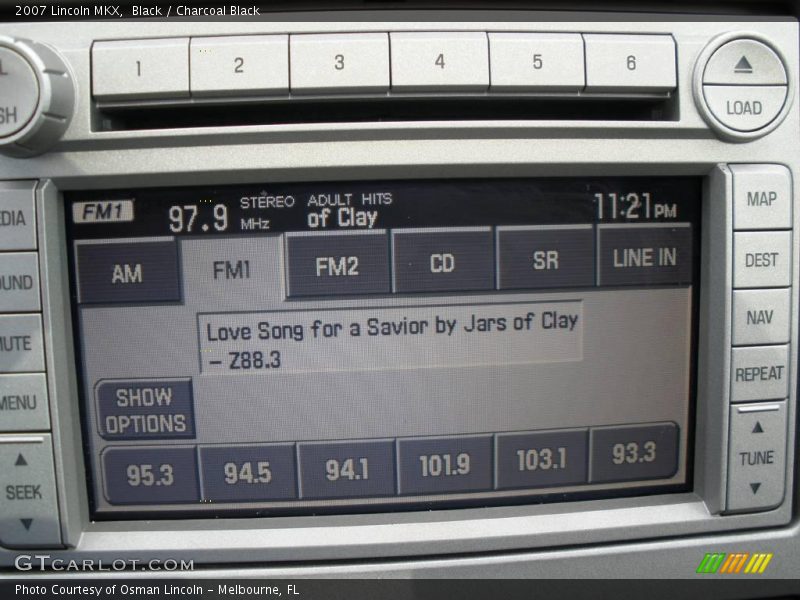 2007 Lincoln MKX, Black / Charcoal Black
1 2 3 4 5 6
LOAD
FM1 97.9 MHz STEREO ADULT HITS 11:21PM
of Clay
AM FM1 FM2 CD SR LINE IN
Love Song for a Savior by Jars of Clay
– Z88.3
SHOW
OPTIONS
95.3 94.5 94.1 101.9 103.1 93.3
MAP
DEST
NAV
REPEAT
TUNE
EDIA
OUND
MUTE
MENU
SEEK
GTCARLOT.COM
Photo Courtesy of Osman Lincoln – Melbourne, FL